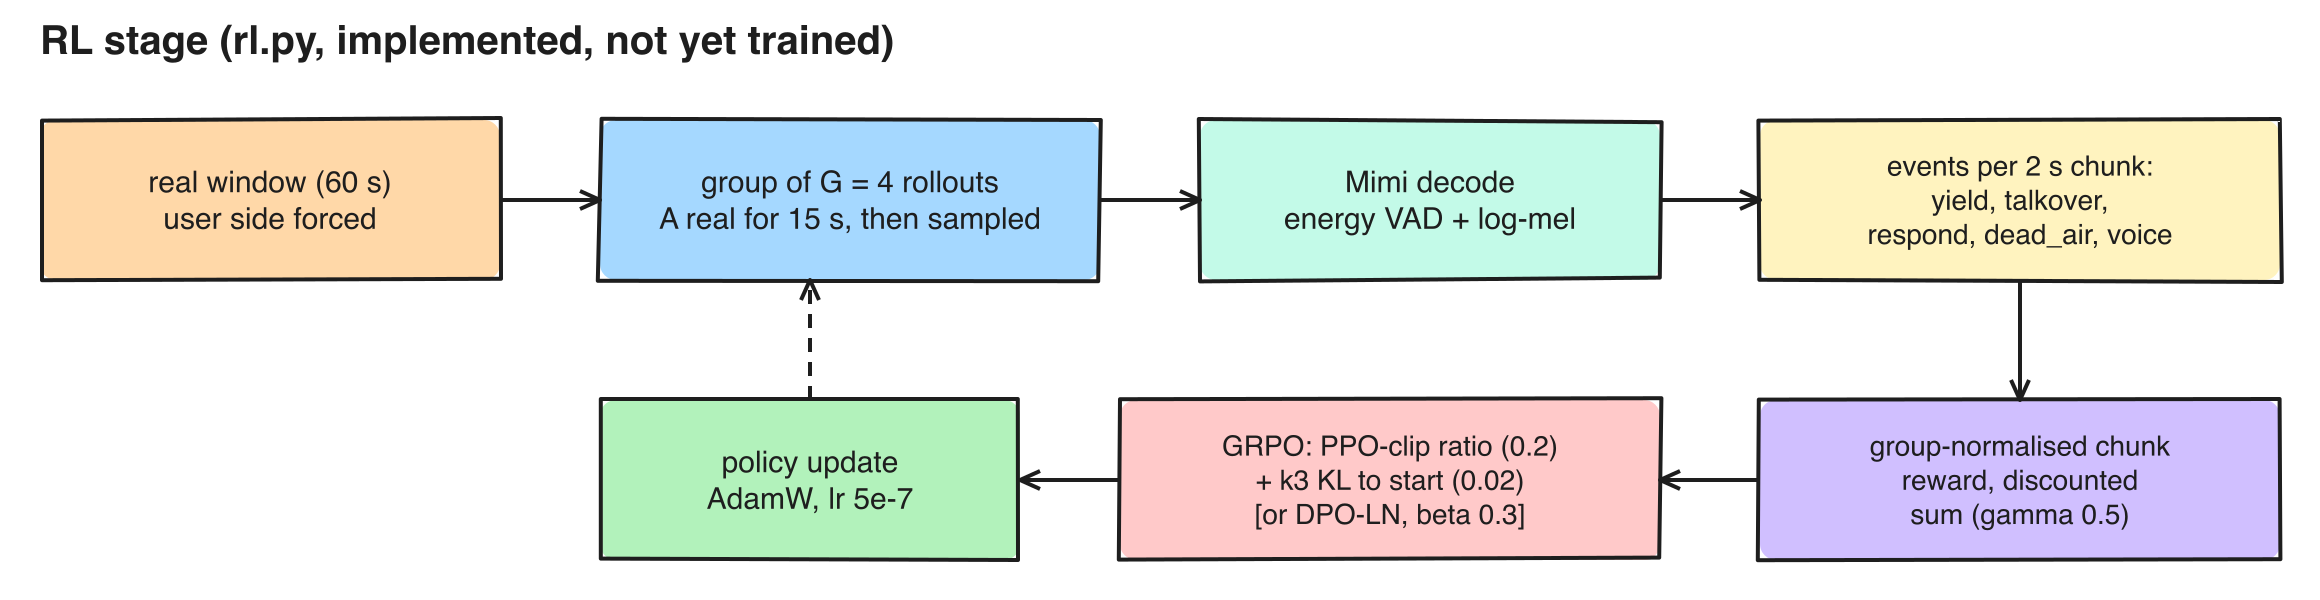 RL stage (rl.py, implemented, not yet trained)
real window (60 s)
user side forced
group of G = 4 rollouts
A real for 15 s, then sampled
Mimi decode
energy VAD + log-mel
events per 2 s chunk:
yield, talkover,
respond, dead_air, voice
group-normalised chunk
reward, discounted
sum (gamma 0.5)
GRPO: PPO-clip ratio (0.2)
+ k3 KL to start (0.02)
[or DPO-LN, beta 0.3]
policy update
AdamW, lr 5e-7